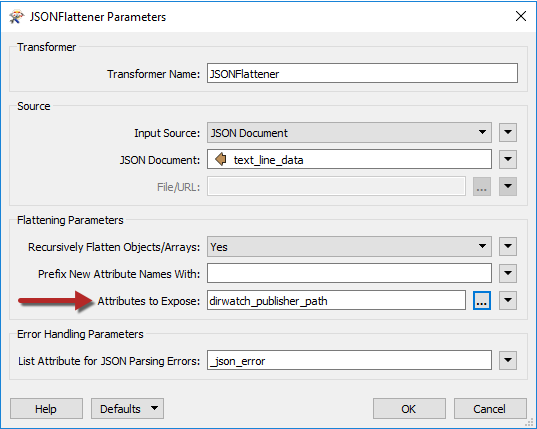 JSONFlattener Parameters
Transformer
Transformer Name: JSONFlattener
Source
Input Source: JSON Document
JSON Document: text_line_data
File/URL: ...
Flattening Parameters
Recursively Flatten Objects/Arrays: Yes
Prefix New Attribute Names With:
Attributes to Expose: dirwatch_publisher_path ...
Error Handling Parameters
List Attribute for JSON Parsing Errors: _json_error
Help Defaults OK Cancel